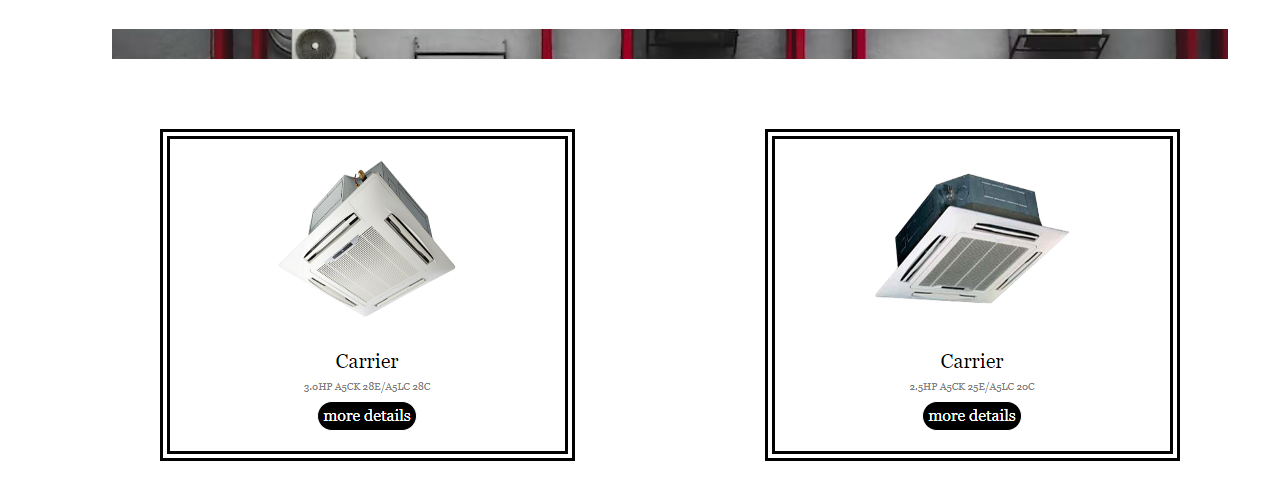 Carrier
3.0HP A5CK 28E/A5LC 28C
more details
Carrier
2.5HP A5CK 25E/A5LC 20C
more details